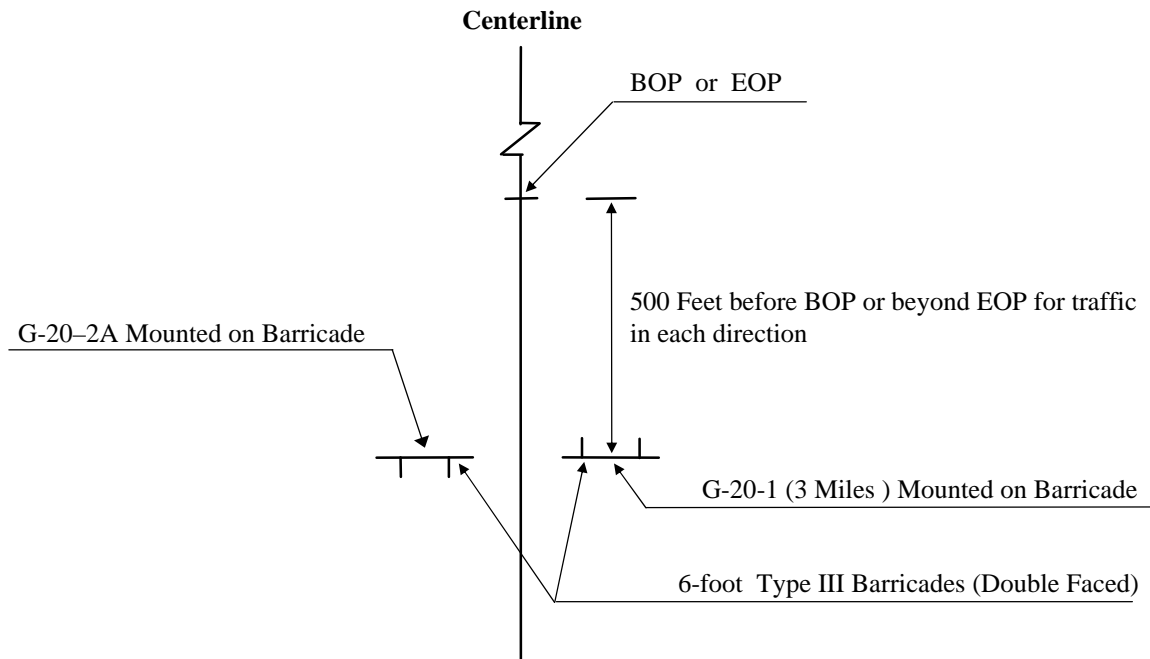 Centerline
BOP or EOP
500 Feet before BOP or beyond EOP for traffic
in each direction
G-20–2A Mounted on Barricade
G-20-1 (3 Miles ) Mounted on Barricade
6-foot Type III Barricades (Double Faced)